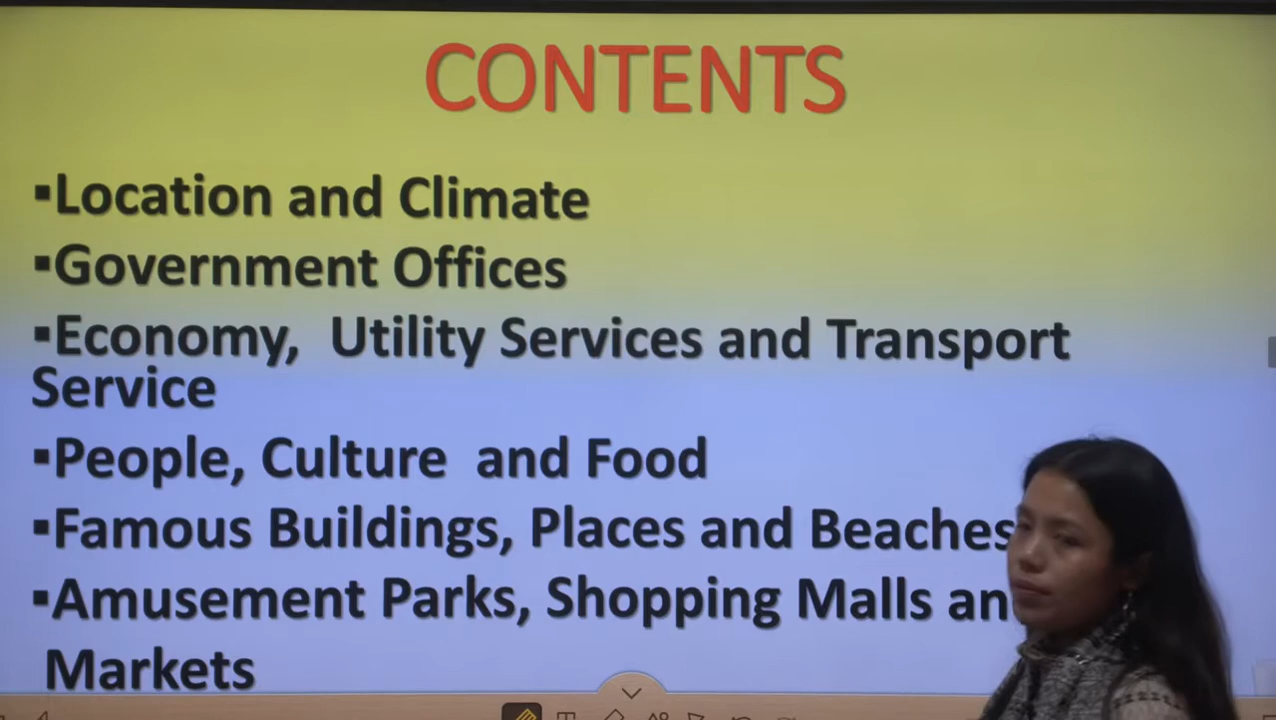 CONTENTS
▪Location and Climate
▪Government Offices
▪Economy, Utility Services and Transport
Service
▪People, Culture and Food
▪Famous Buildings, Places and Beaches
▪Amusement Parks, Shopping Malls an
Markets